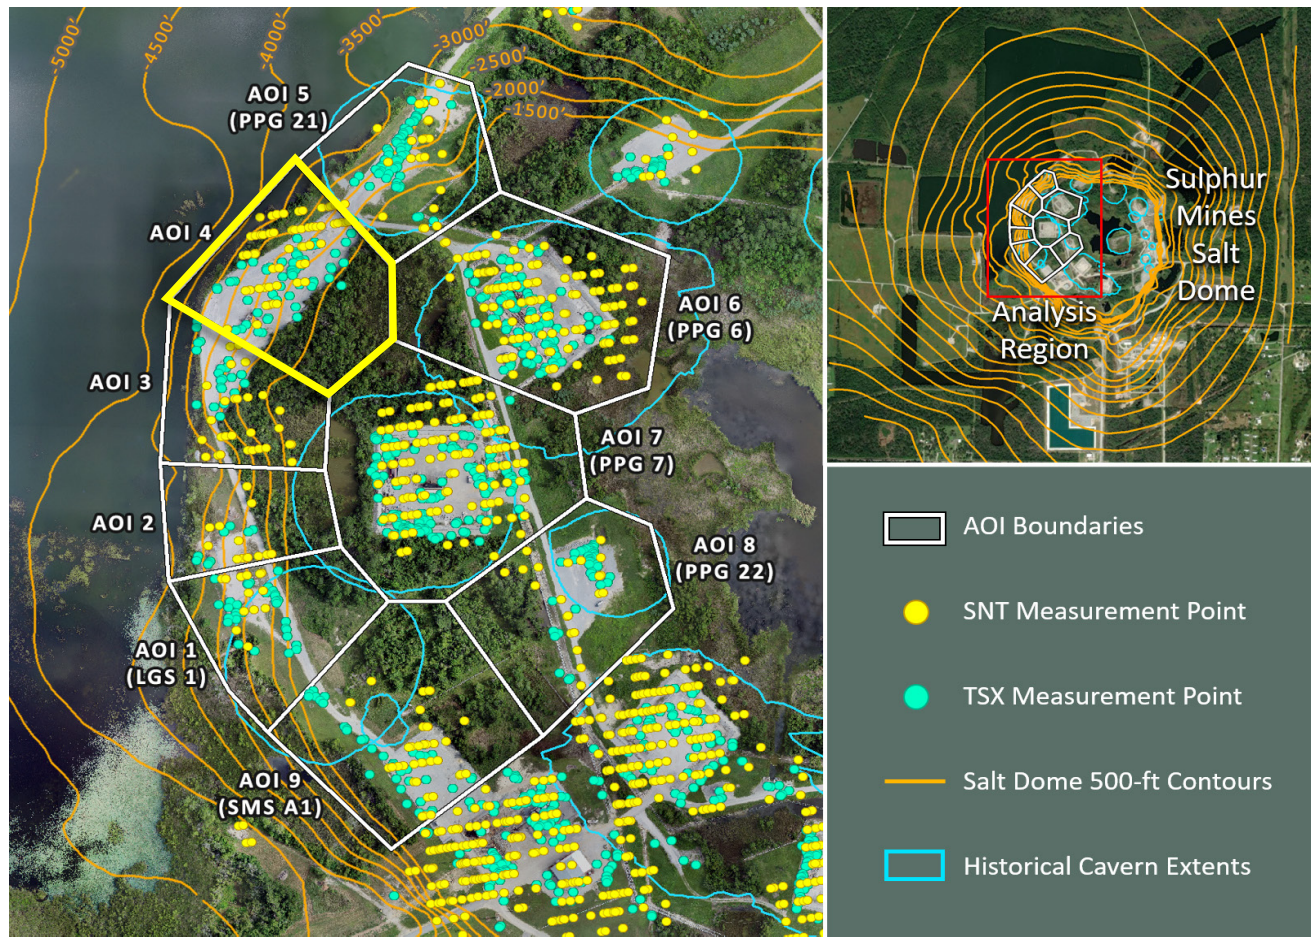 -5000'
-4500'
-4000'
-3500'
-3000'
-2500'
-2000'
-1500'
AOI 5
(PPG 21)
AOI 4
AOI 6
(PPG 6)
AOI 3
AOI 7
(PPG 7)
AOI 2
AOI 8
(PPG 22)
AOI 1
(LGS 1)
AOI 9
(SMS A1)
Sulphur
Mines
Salt
Dome
Analysis
Region
AOI Boundaries
SNT Measurement Point
TSX Measurement Point
Salt Dome 500-ft Contours
Historical Cavern Extents